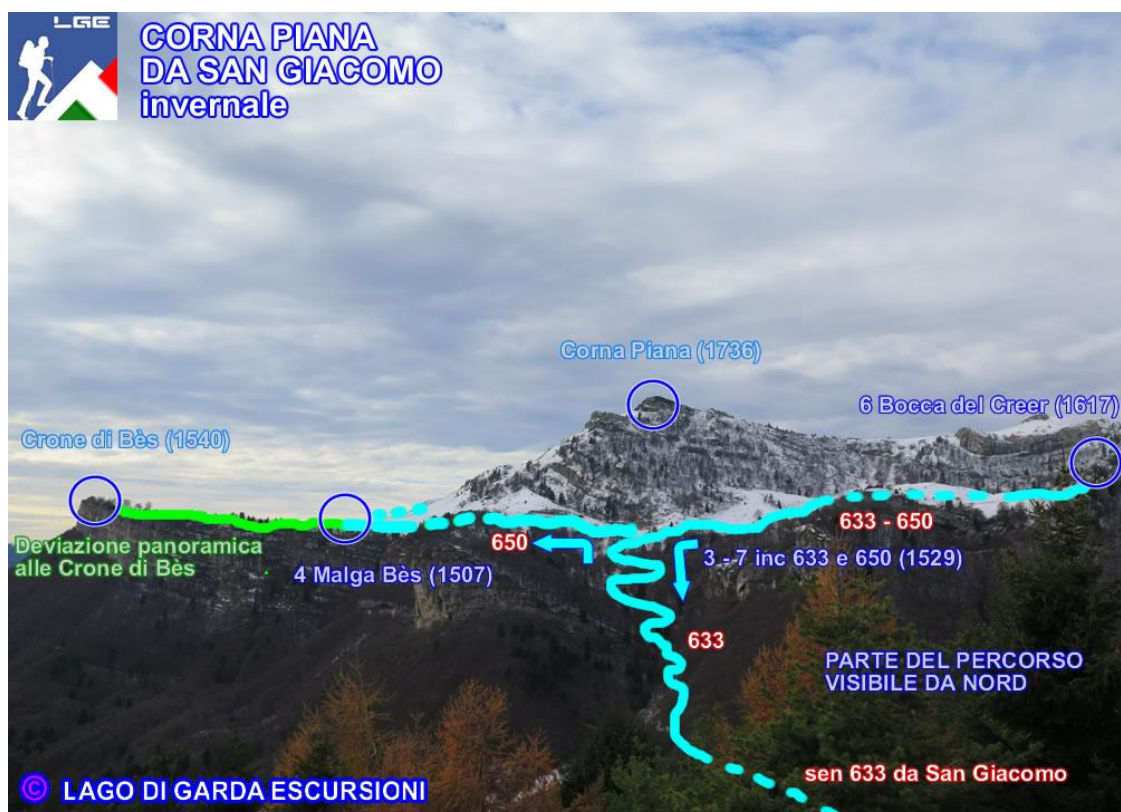 LGE
CORNA PIANA
DA SAN GIACOMO
invernale
Corna Piana (1736)
6 Bocca del Creer (1617)
Crone di Bès (1540)
633 - 650
650
Deviazione panoramica
alle Crone di Bès
3 - 7 inc 633 e 650 (1529)
4 Malga Bès (1507)
633
PARTE DEL PERCORSO
VISIBILE DA NORD
sen 633 da San Giacomo
© LAGO DI GARDA ESCURSIONI